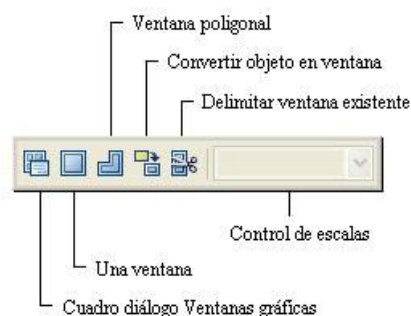 Ventana poligonal
Convertir objeto en ventana
Delimitar ventana existente
Control de escalas
Una ventana
Cuadro diálogo Ventanas gráficas